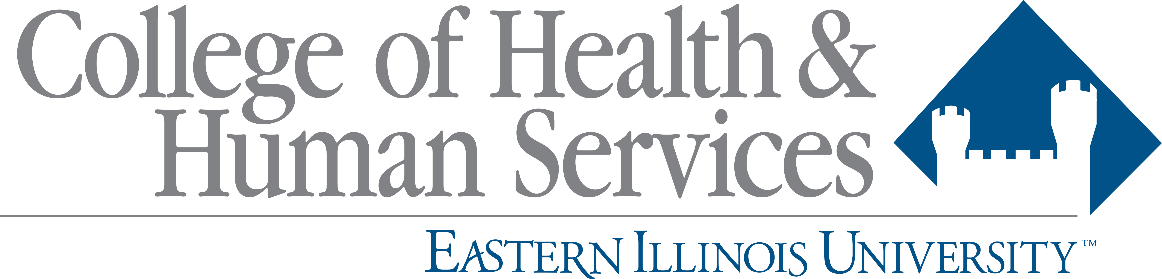 College of Health &
Human Services
EASTERN ILLINOIS UNIVERSITY™